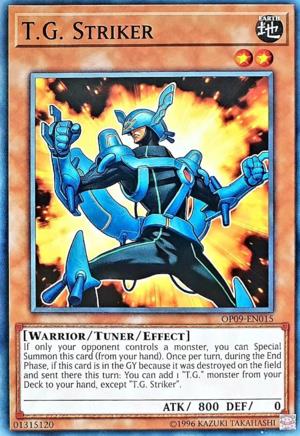 T.G. STRIKER
EARTH
地
OP09-EN015
[WARRIOR/TUNER/EFFECT]
If only your opponent controls a monster, you can Special
Summon this card (from your hand). Once per turn, during the End
Phase, if this card is in the GY because it was destroyed on the field
and sent there this turn: You can add 1 "T.G." monster from your
Deck to your hand, except "T.G. Striker".
ATK/ 800 DEF/ 0
01315120
©1996 KAZUKI TAKAHASHI